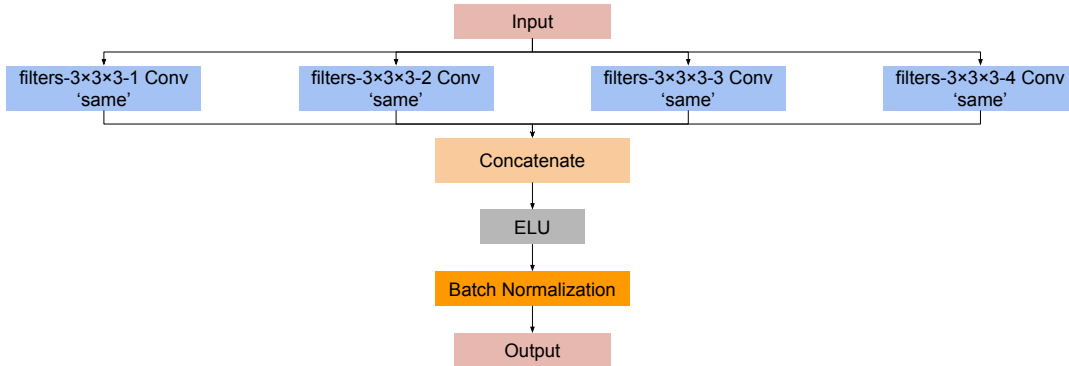 Input
filters-3×3×3-1 Conv
‘same’
filters-3×3×3-2 Conv
‘same’
filters-3×3×3-3 Conv
‘same’
filters-3×3×3-4 Conv
‘same’
Concatenate
ELU
Batch Normalization
Output